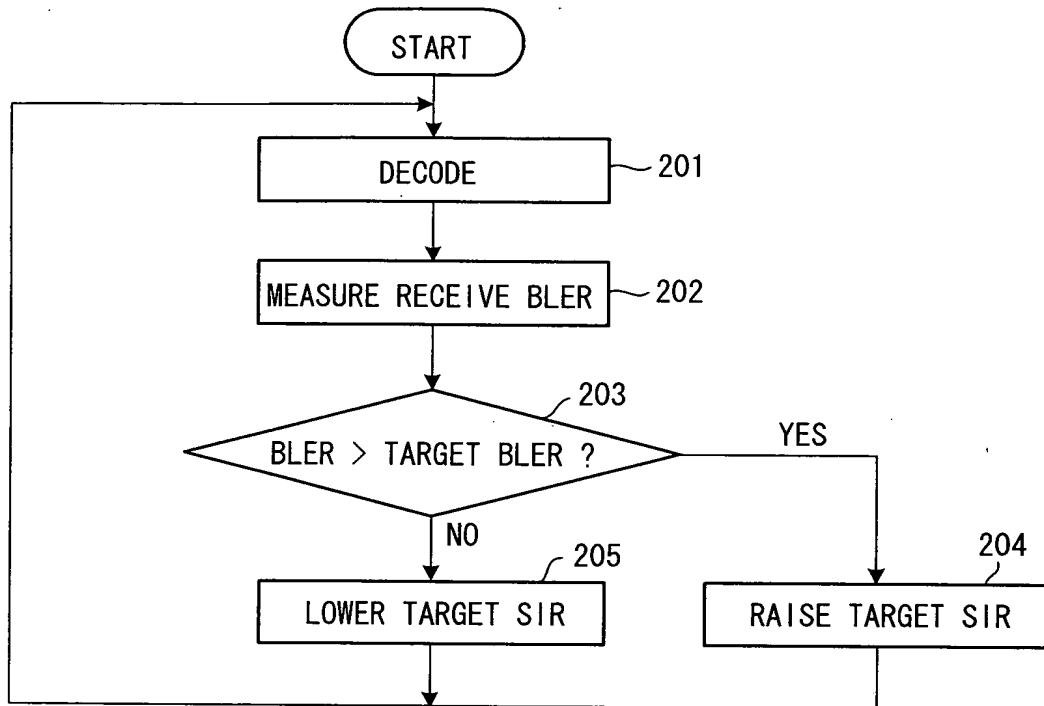 START
DECODE
201
MEASURE RECEIVE BLER
202
203
BLER > TARGET BLER ?
YES
NO
205
204
LOWER TARGET SIR
RAISE TARGET SIR